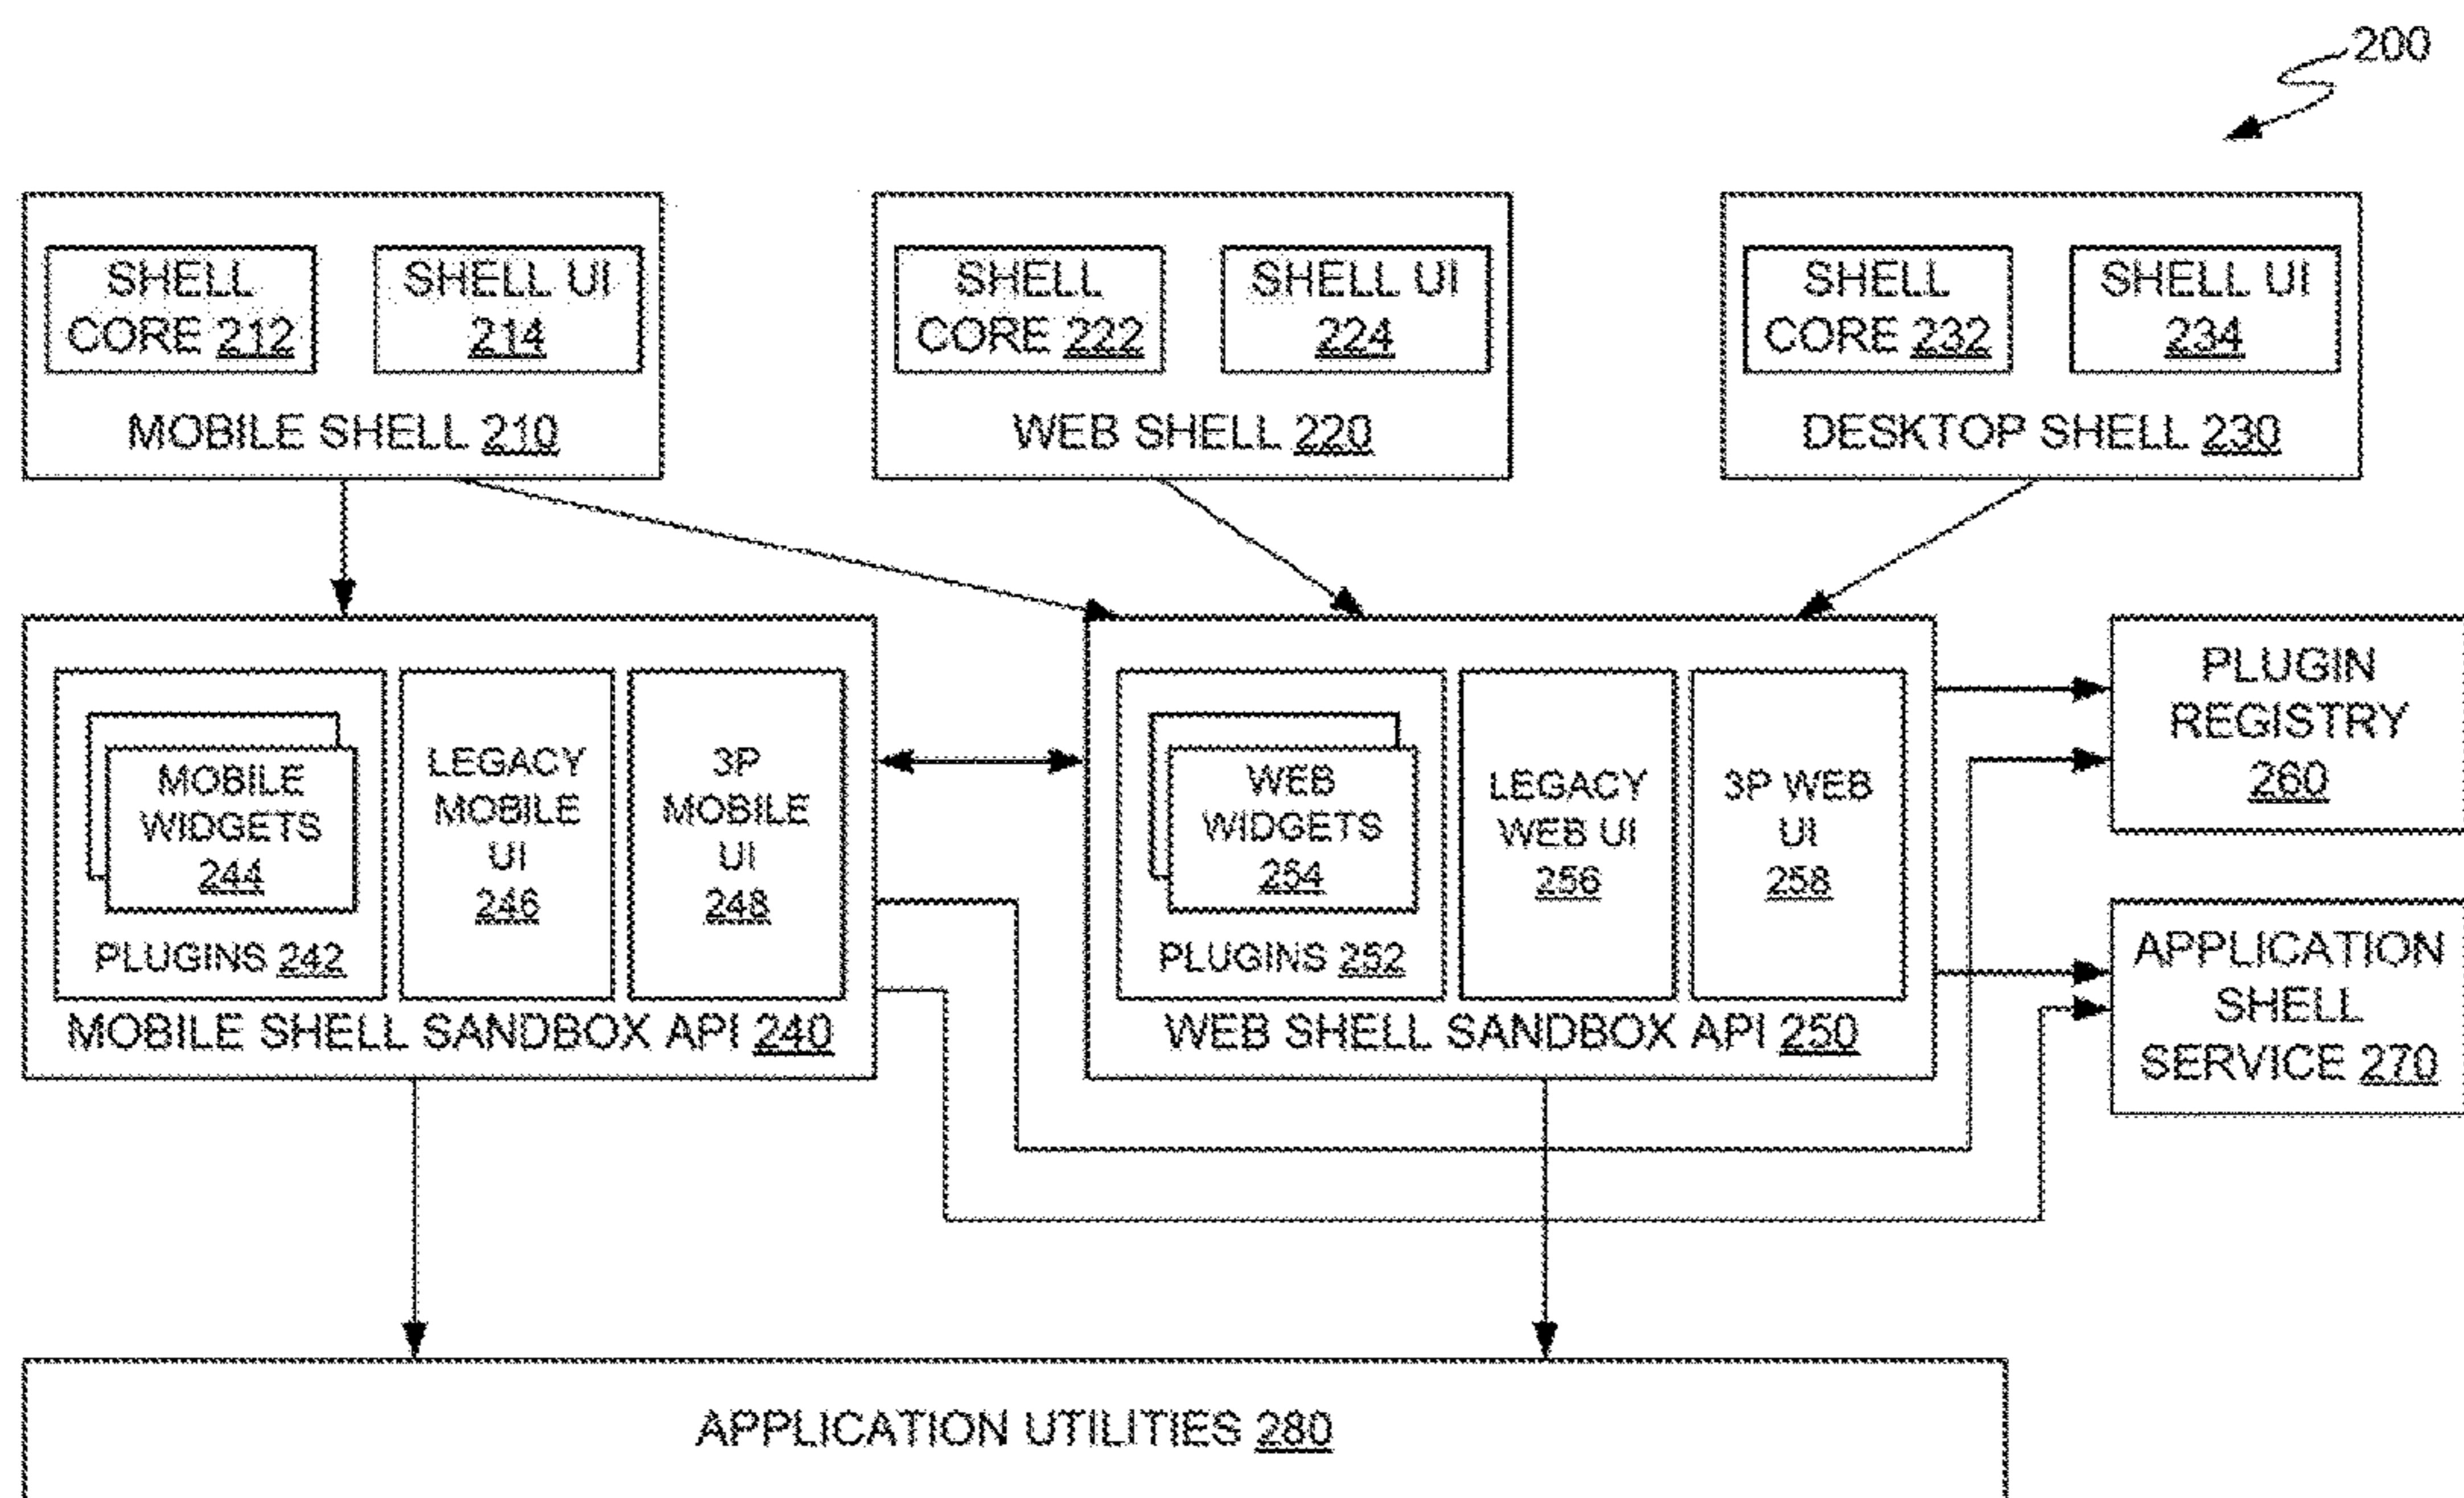 200
SHELL
CORE 212
SHELL UI
214
MOBILE SHELL 210
SHELL
CORE 222
SHELL UI
224
WEB SHELL 220
SHELL
CORE 232
SHELL UI
234
DESKTOP SHELL 230
MOBILE
WIDGETS
244
PLUGINS 242
LEGACY
MOBILE
UI
246
3P
MOBILE
UI
248
MOBILE SHELL SANDBOX API 240
WEB
WIDGETS
254
PLUGINS 252
LEGACY
WEB UI
256
3P WEB
UI
258
WEB SHELL SANDBOX API 250
PLUGIN
REGISTRY
260
APPLICATION
SHELL
SERVICE 270
APPLICATION UTILITIES 280